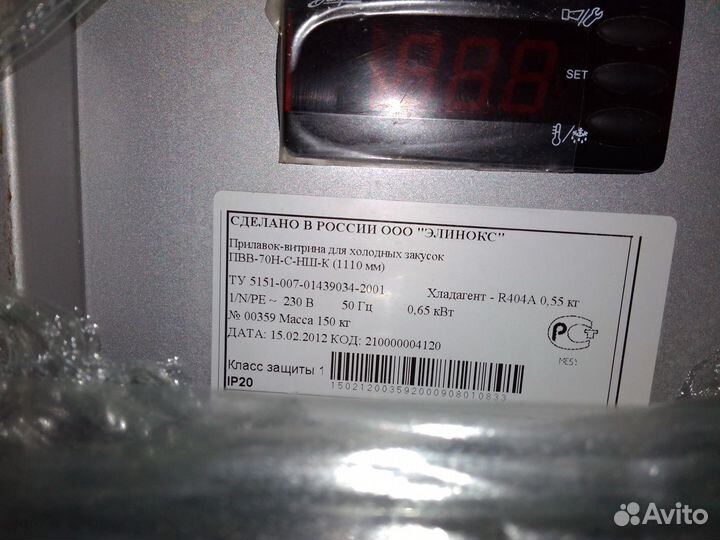 SET
СДЕЛАНО В РОССИИ ООО "ЭЛИНОКС"
Прилавок-витрина для холодных закусок
ПВВ-70Н-С-НШ-К (1110 мм)
ТУ 5151-007-01439034-2001 Хладагент - R404A 0,55 кг
1/N/PE ~ 230 В 50 Гц 0,65 кВт
№ 00359 Масса 150 кг
ДАТА: 15.02.2012 КОД: 210000004120
Класс защиты 1
IP20
150212003592000908010833
РСТ
Avito